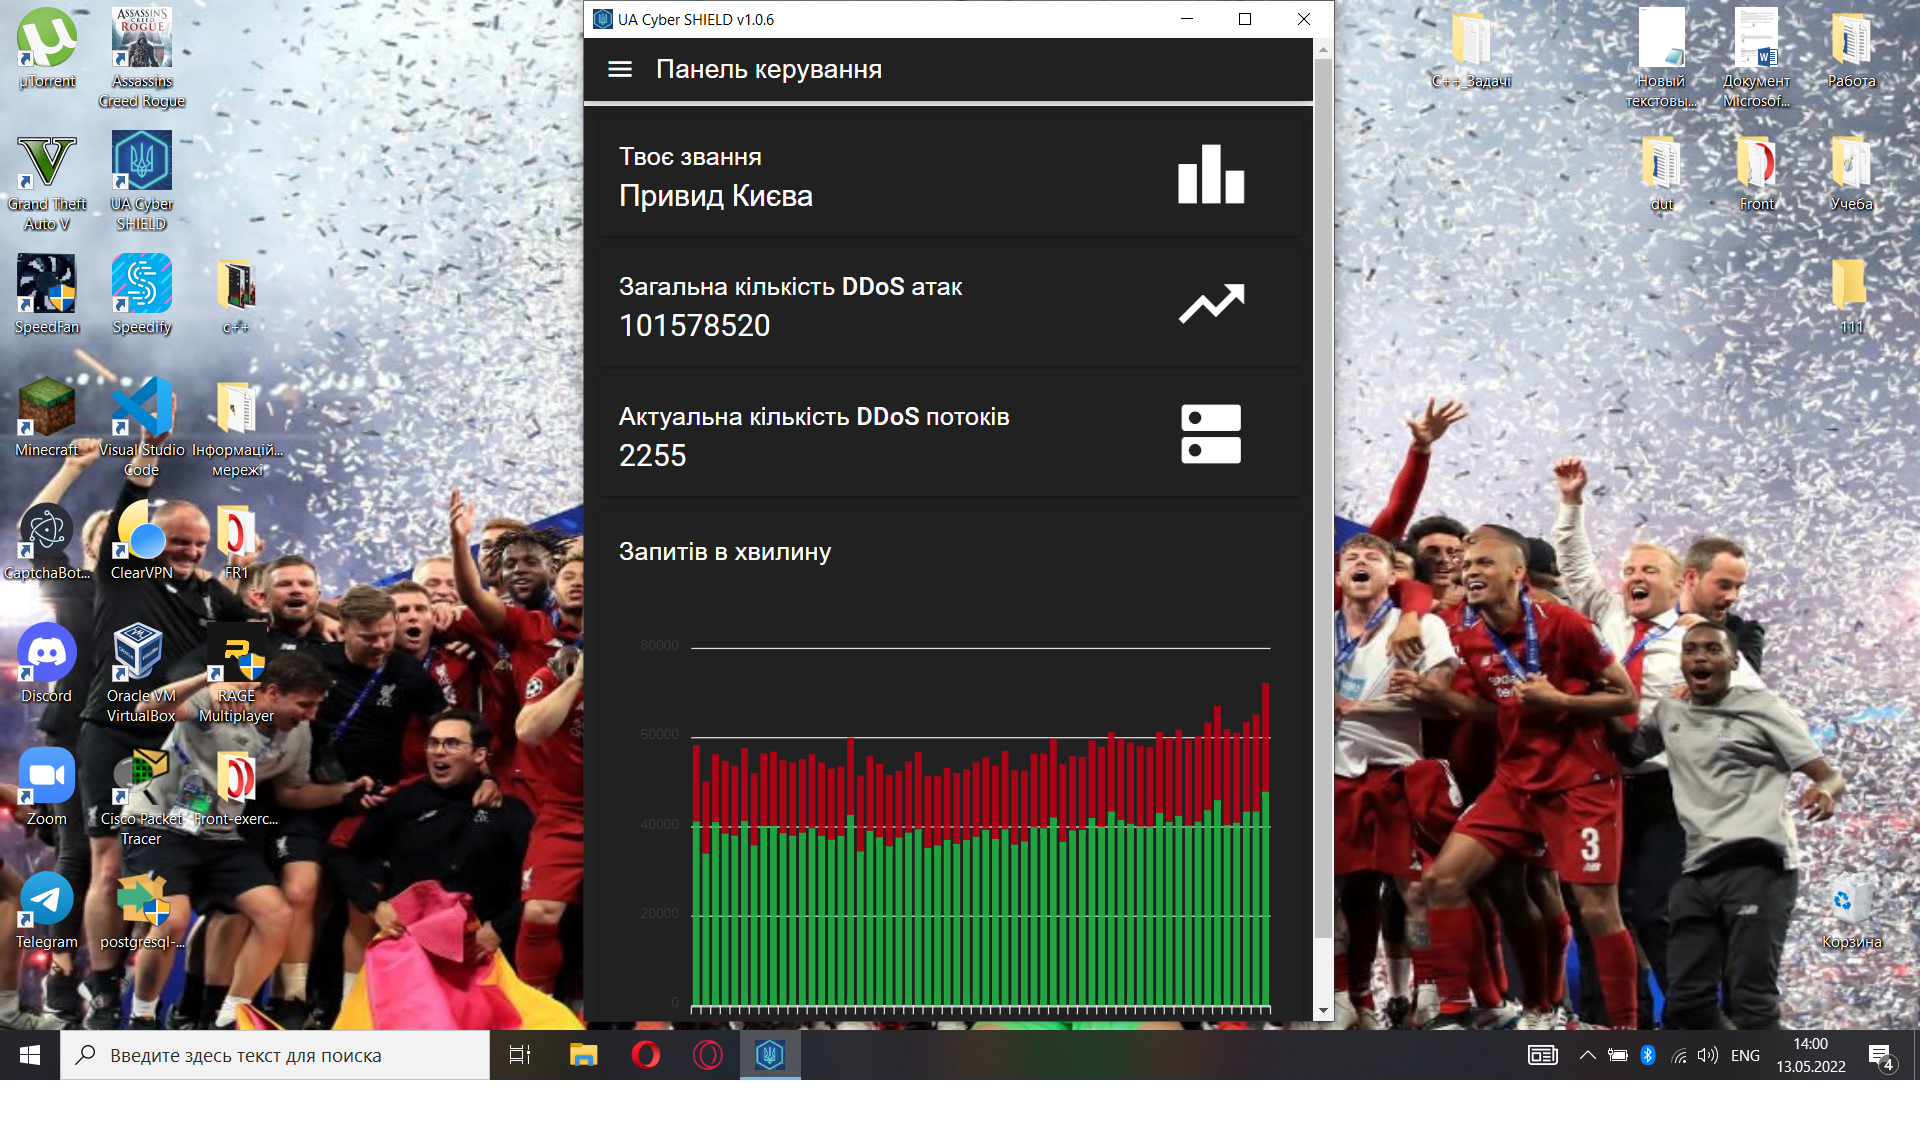 µTorrent
Assassins
Creed Rogue
Grand Theft
Auto V
UA Cyber
SHIELD
SpeedFan
Speedify
c++
Minecraft
Visual Studio
Code
Інформацій...
мережі
CaptchaBot...
ClearVPN
FR1
Discord
Oracle VM
VirtualBox
RAGE
Multiplayer
Zoom
Cisco Packet
Tracer
Front-exerc...
Telegram
postgresql-...
UA Cyber SHIELD v1.0.6
Панель керування
Твоє звання
Привид Києва
Загальна кількість DDoS атак
101578520
Актуальна кількість DDoS потоків
2255
Запитів в хвилину
80000
60000
40000
20000
0
C++_Задачі
Новый
текстовы...
Документ
Microsof...
Работа
dut
Front
Учеба
111
3
Корзина
Введите здесь текст для поиска
ENG
14:00
13.05.2022
4